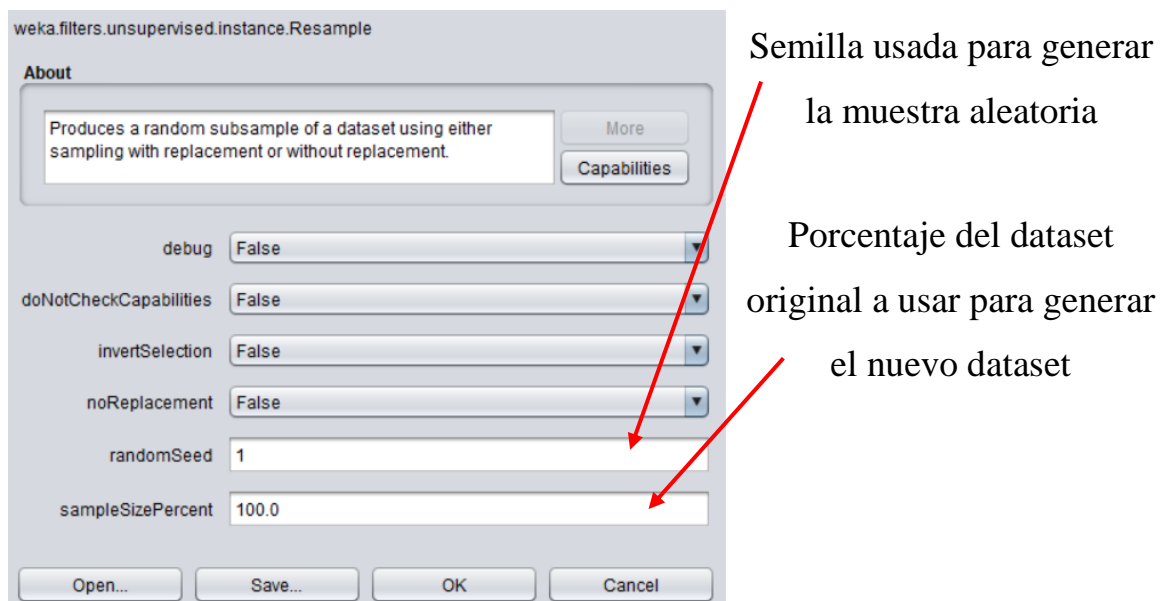 weka.filters.unsupervised.instance.Resample
About
Produces a random subsample of a dataset using either
sampling with replacement or without replacement.
More
Capabilities
debug False
doNotCheckCapabilities False
invertSelection False
noReplacement False
randomSeed 1
sampleSizePercent 100.0
Open... Save... OK Cancel
Semilla usada para generar
la muestra aleatoria
Porcentaje del dataset
original a usar para generar
el nuevo dataset